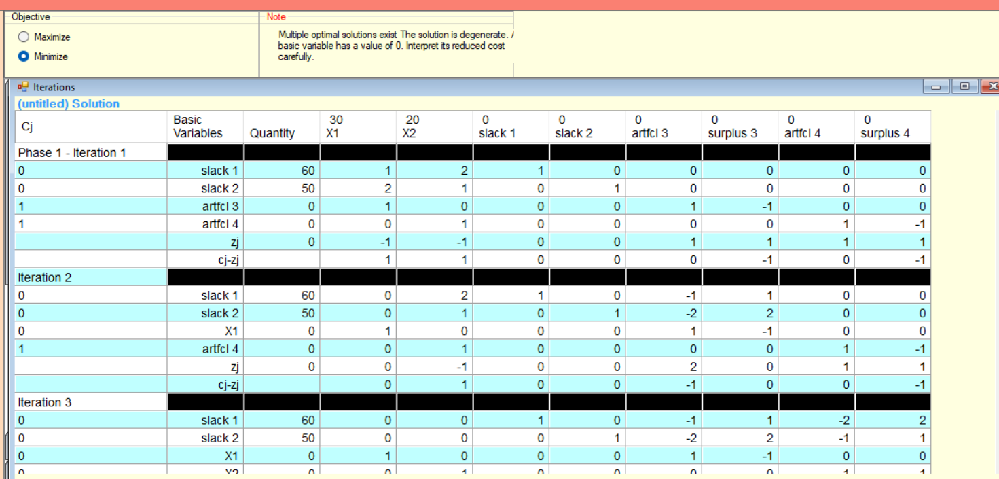 Objective
Note
Maximize
Minimize
Multiple optimal solutions exist The solution is degenerate.
basic variable has a value of 0. Interpret its reduced cost
carefully.
Iterations
(untitled) Solution
Cj Basic Variables Quantity 30 X1 20 X2 0 slack 1 0 slack 2 0 artfcl 3 0 surplus 3 0 artfcl 4 0 surplus 4
Phase 1 - Iteration 1
0 slack 1 60 1 2 1 0 0 0 0 0
0 slack 2 50 2 1 0 1 0 0 0 0
1 artfcl 3 0 1 0 0 0 1 -1 0 0
1 artfcl 4 0 0 1 0 0 0 0 1 -1
zj 0 -1 -1 0 0 1 1 1 1
cj-zj 1 1 0 0 0 -1 0 -1
Iteration 2
0 slack 1 60 0 2 1 0 -1 1 0 0
0 slack 2 50 0 1 0 1 -2 2 0 0
0 X1 0 1 0 0 0 1 -1 0 0
1 artfcl 4 0 0 1 0 0 0 0 1 -1
zj 0 0 -1 0 0 2 0 1 1
cj-zj 0 1 0 0 -1 0 0 -1
Iteration 3
0 slack 1 60 0 0 1 0 -1 1 -2 2
0 slack 2 50 0 0 0 1 -2 2 -1 1
0 X1 0 1 0 0 0 1 -1 0 0
0 X2 0 0 1 0 0 0 0 1